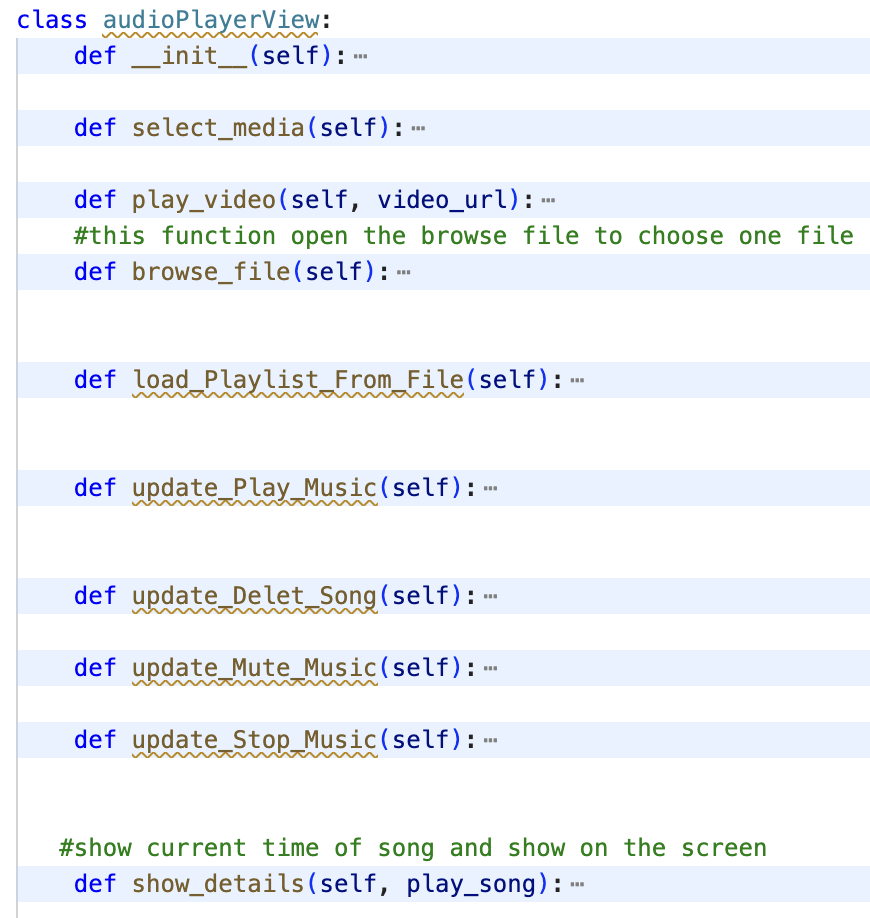 class audioPlayerView:
def __init__(self):⋯
def select_media(self):⋯
def play_video(self, video_url):⋯
#this function open the browse file to choose one file
def browse_file(self):⋯
def load_Playlist_From_File(self):⋯
def update_Play_Music(self):⋯
def update_Delet_Song(self):⋯
def update_Mute_Music(self):⋯
def update_Stop_Music(self):⋯
#show current time of song and show on the screen
def show_details(self, play_song):⋯